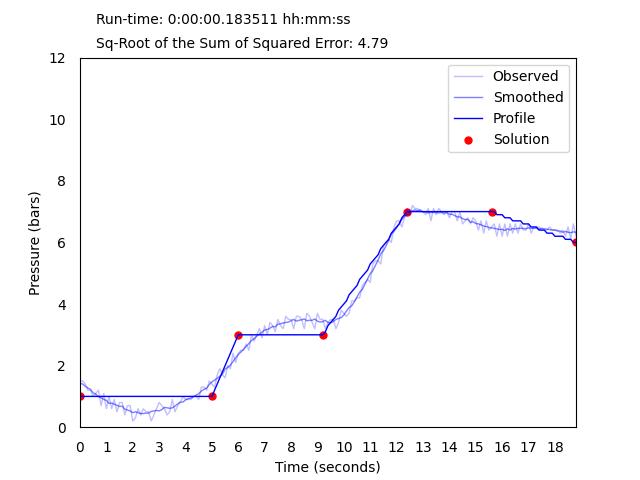 Run-time: 0:00:00.183511 hh:mm:ss
Sq-Root of the Sum of Squared Error: 4.79
Observed
Smoothed
Profile
Solution
Pressure (bars)
12
10
8
6
4
2
0
0 1 2 3 4 5 6 7 8 9 10 11 12 13 14 15 16 17 18
Time (seconds)